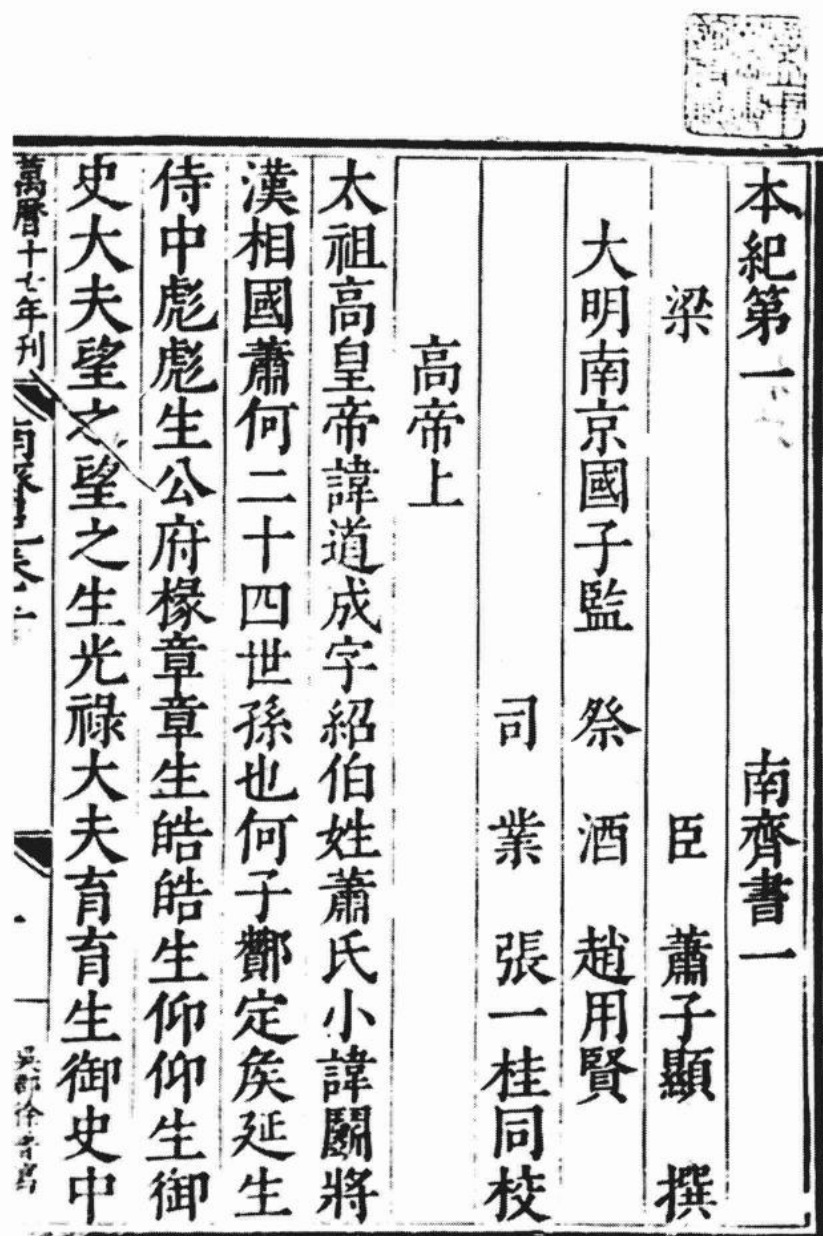 本紀第一 南齊書一
梁 臣 蕭子顯 撰
大明南京國子監 祭 酒 趙用賢
司 業 張一桂同校
高帝上
太祖高皇帝諱道成字紹伯姓蕭氏小諱鬭將
漢相國蕭何二十四世孫也何子酇定矦延生
侍中彪彪生公府椽章章生皓皓生仰仰生御
史大夫望之望之生光祿大夫育育生御史中
萬曆十七年刊